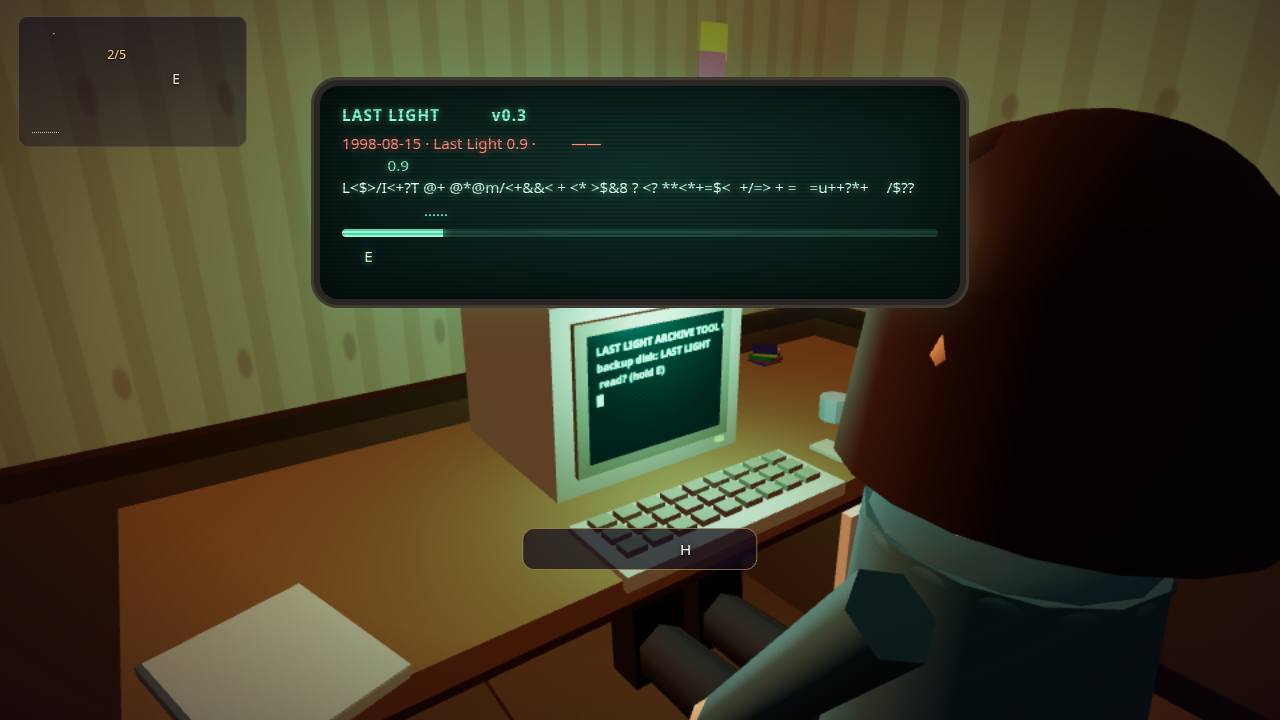 2/5
E
LAST LIGHT v0.3
1998-08-15 · Last Light 0.9 · ——
0.9
L<$>/I<+?T @+ @*@m/<+&&< + <* >$&8 ? <? **<*+=$< +/=> + = =u++?*+ /$??
......
E
LAST LIGHT ARCHIVE TOOL
backup disk: LAST LIGHT
read? (hold E)
H